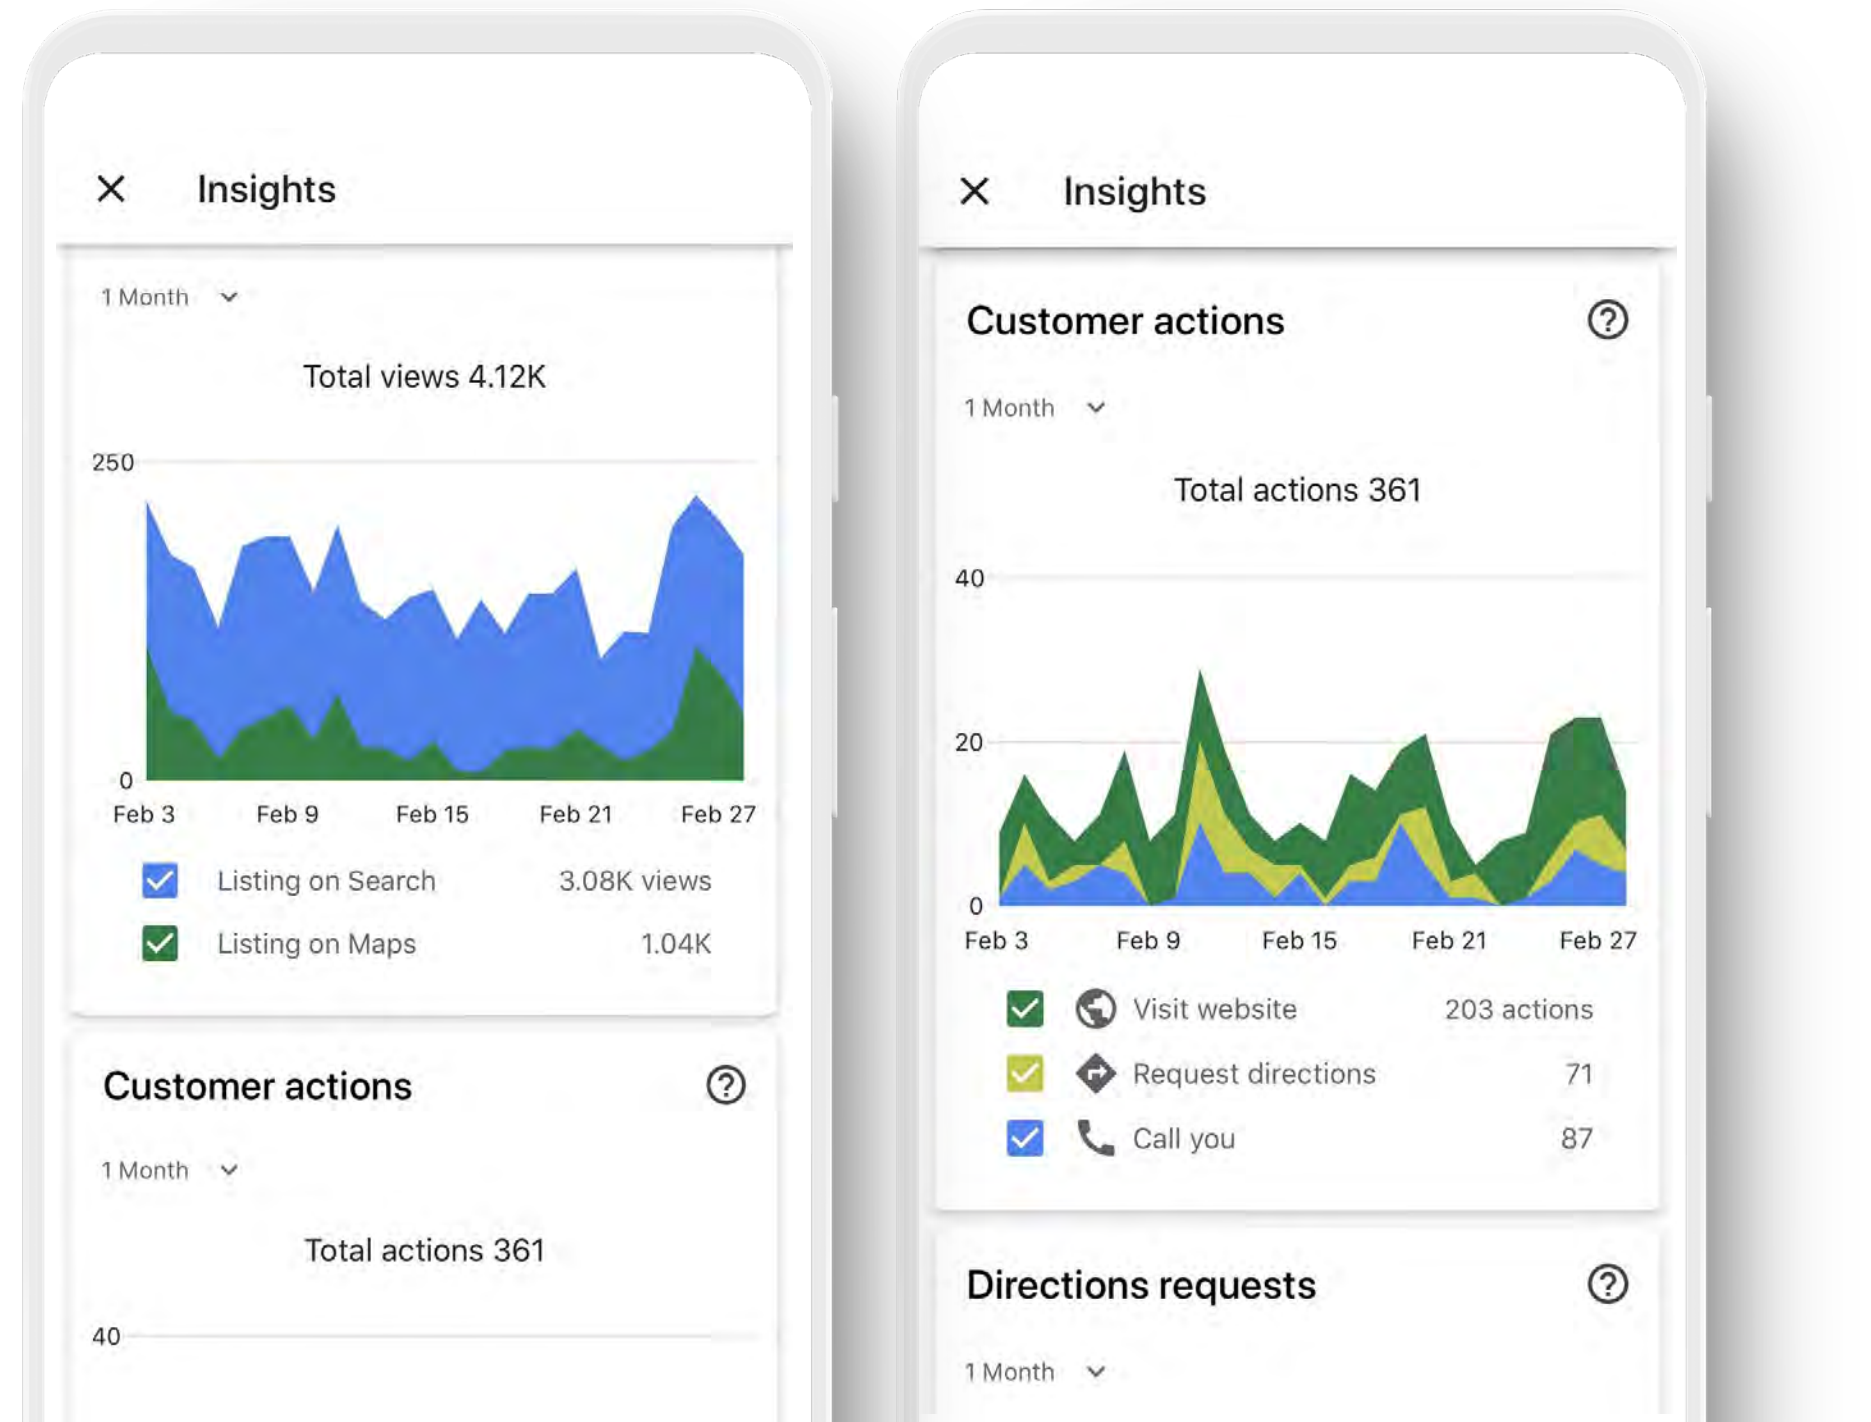 Insights
1 Month
Total views 4.12K
250
0
Feb 3 Feb 9 Feb 15 Feb 21 Feb 27
Listing on Search 3.08K views
Listing on Maps 1.04K
Customer actions
1 Month
Total actions 361
40
Insights
Customer actions
1 Month
Total actions 361
40
20
0
Feb 3 Feb 9 Feb 15 Feb 21 Feb 27
Visit website 203 actions
Request directions 71
Call you 87
Directions requests
1 Month